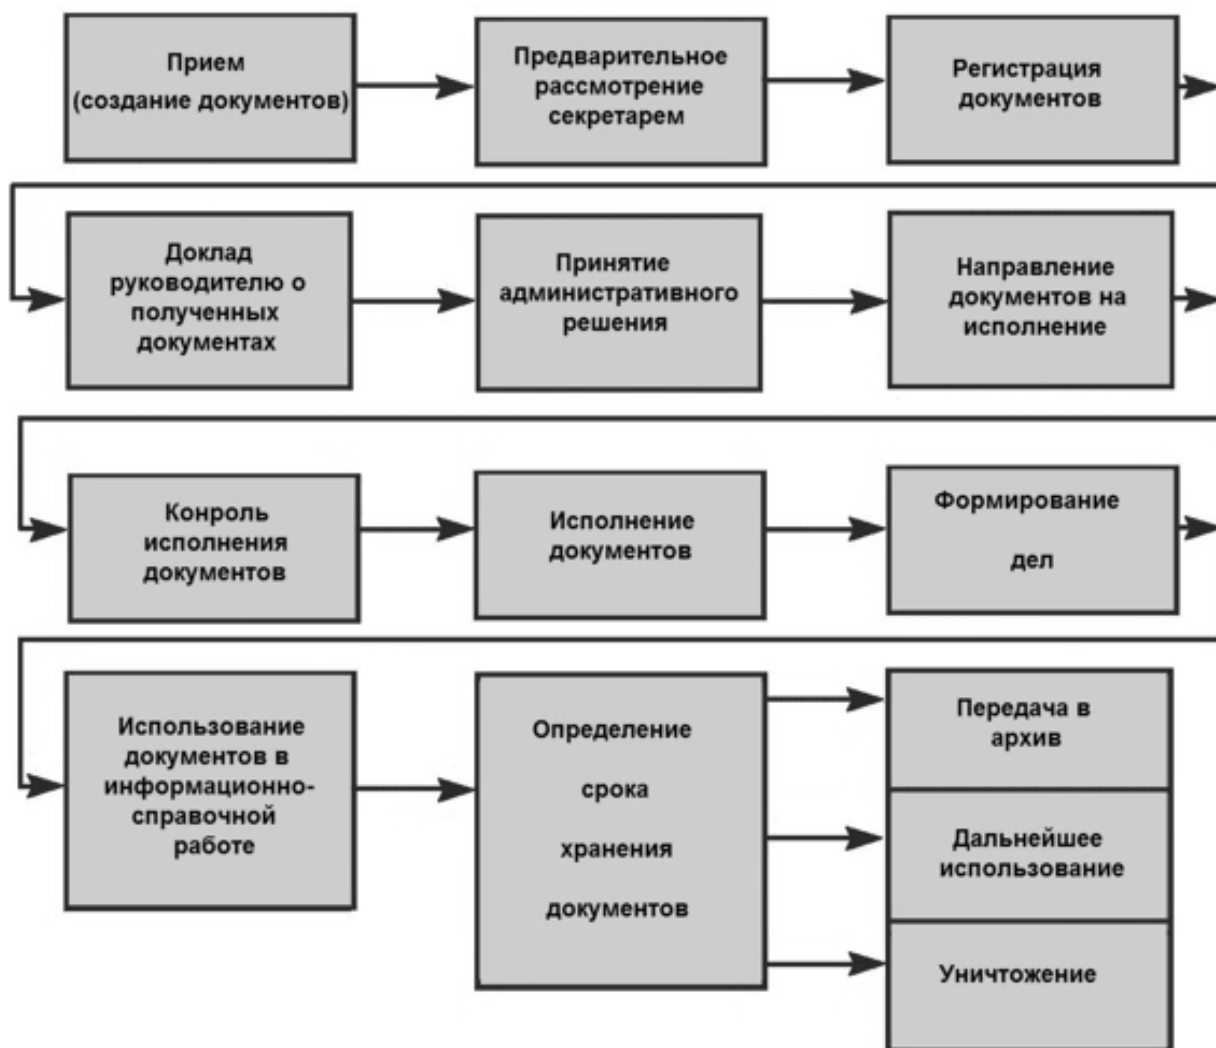 Прием
(создание документов)
Предварительное
рассмотрение
секретарем
Регистрация
документов
Доклад
руководителю о
полученных
документах
Принятие
административного
решения
Направление
документов на
исполнение
Конроль
исполнения
документов
Исполнение
документов
Формирование
дел
Использование
документов в
информационно-
справочной
работе
Определение
срока
хранения
документов
Передача в
архив
Дальнейшее
использование
Уничтожение